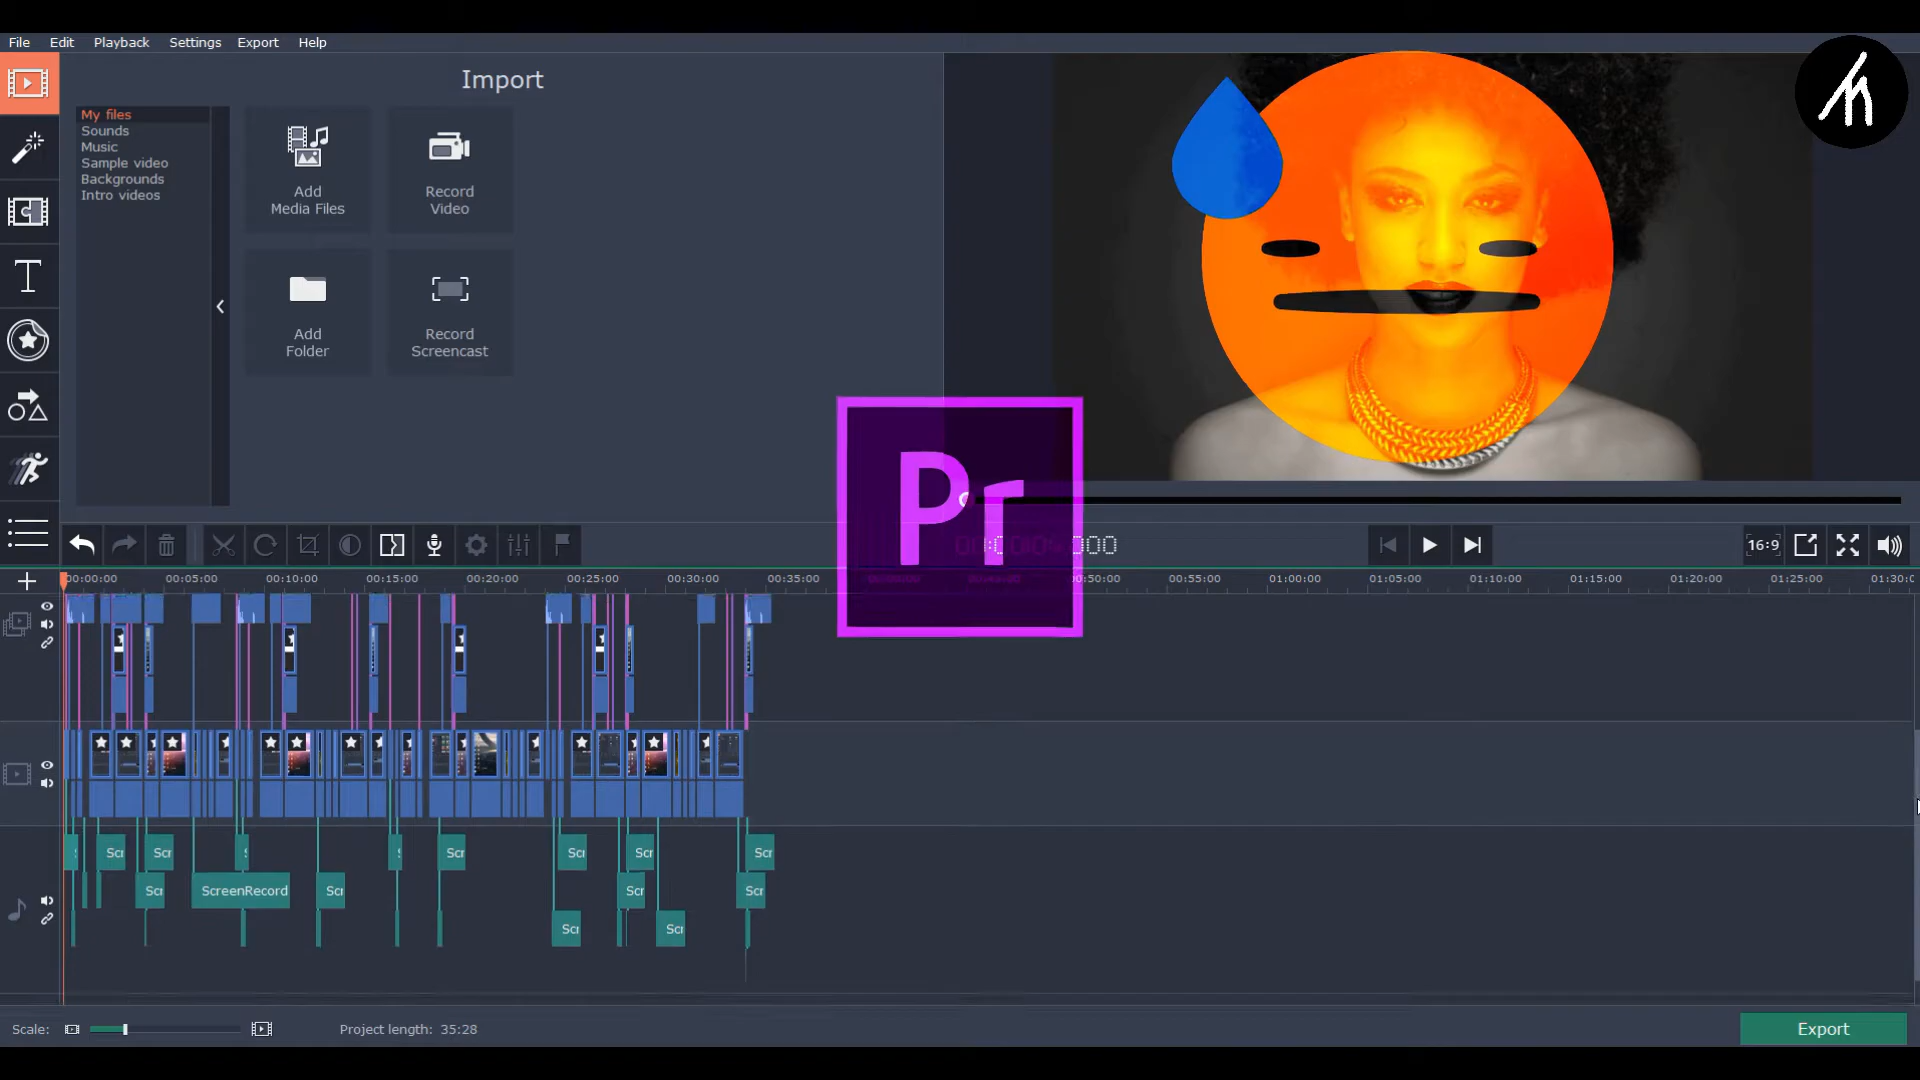 File Edit Playback Settings Export Help
Import
My files
Sounds
Music
Sample video
Backgrounds
Intro videos
Add
Media Files
Record
Video
Add
Folder
Record
Screencast
Pr
16:9
00:00:00 00:05:00 00:10:00 00:15:00 00:20:00 00:25:00 00:30:00 00:35:00 00:50:00 00:55:00 01:00:00 01:05:00 01:10:00 01:15:00 01:20:00 01:25:00 01:30:0
Scr Scr Scr Scr Scr Scr
Scr ScreenRecord Scr Scr Scr
Scr Scr
Scale: Project length: 35:28 Export